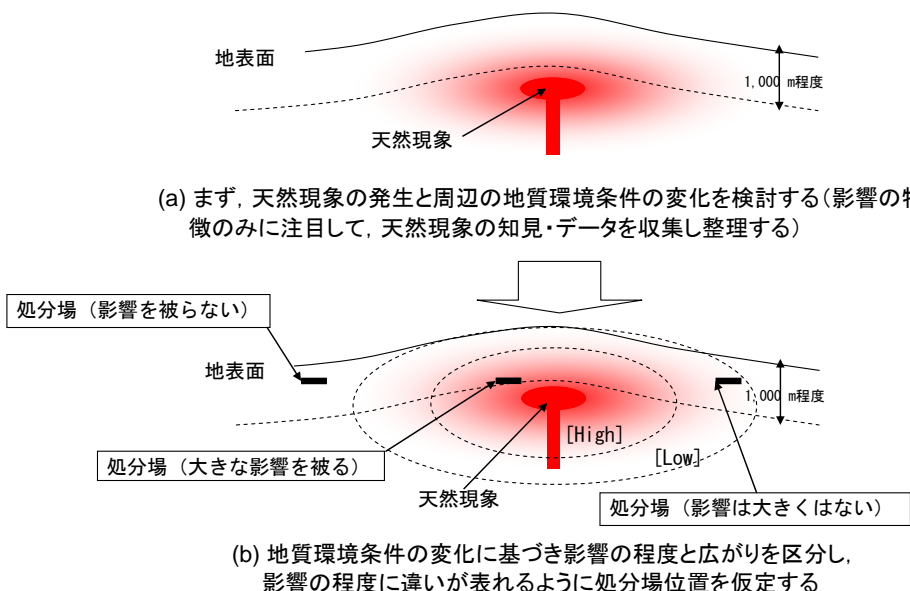 地表面
1,000 m程度
天然現象
(a) まず，天然現象の発生と周辺の地質環境条件の変化を検討する（影響の特
徴のみに注目して，天然現象の知見・データを収集し整理する）
処分場（影響を被らない）
地表面
1,000 m程度
[High]
[Low]
処分場（大きな影響を被る）
天然現象
処分場（影響は大きくはない）
(b) 地質環境条件の変化に基づき影響の程度と広がりを区分し，
影響の程度に違いが表れるように処分場位置を仮定する